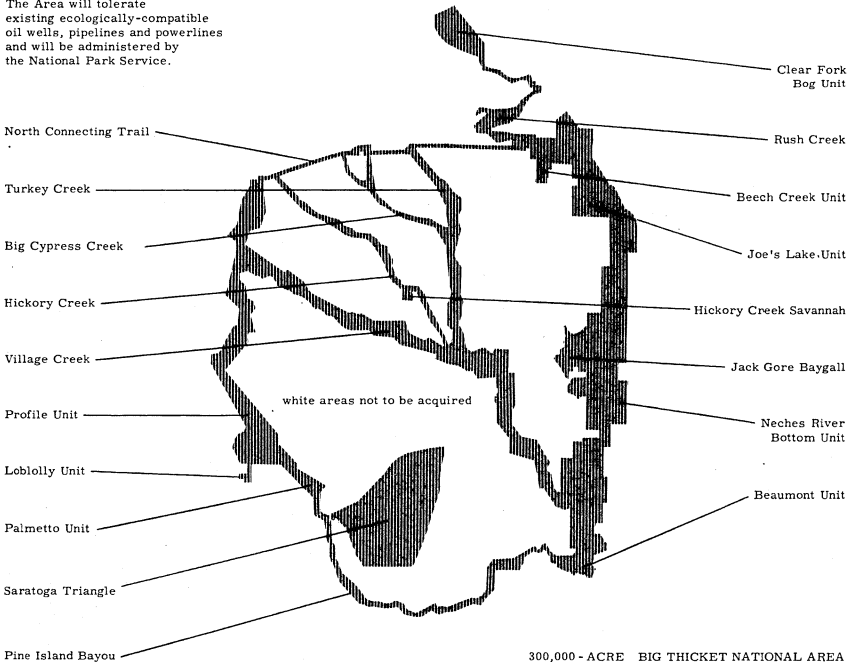 The Area will tolerate
existing ecologically-compatible
oil wells, pipelines and powerlines
and will be administered by
the National Park Service.
North Connecting Trail
Turkey Creek
Big Cypress Creek
Hickory Creek
Village Creek
Profile Unit
Loblolly Unit
Palmetto Unit
Saratoga Triangle
Pine Island Bayou
white areas not to be acquired
Clear Fork
Bog Unit
Rush Creek
Beech Creek Unit
Joe's Lake Unit
Hickory Creek Savannah
Jack Gore Baygall
Neches River
Bottom Unit
Beaumont Unit
300,000-ACRE BIG THICKET NATIONAL AREA